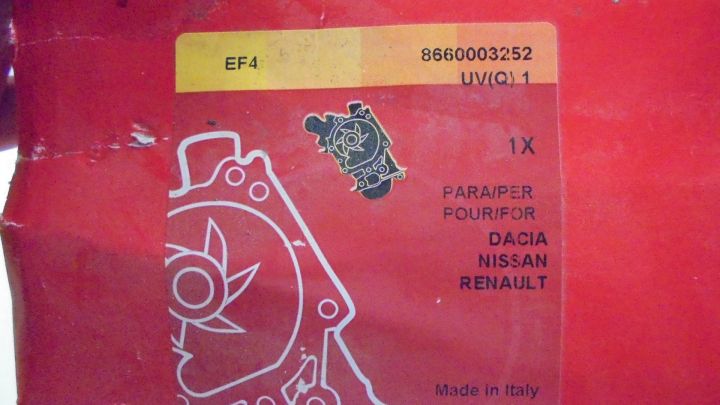 EF4
8660003252
UV(Q) 1
1X
PARA/PER
POUR/FOR
DACIA
NISSAN
RENAULT
Made in Italy